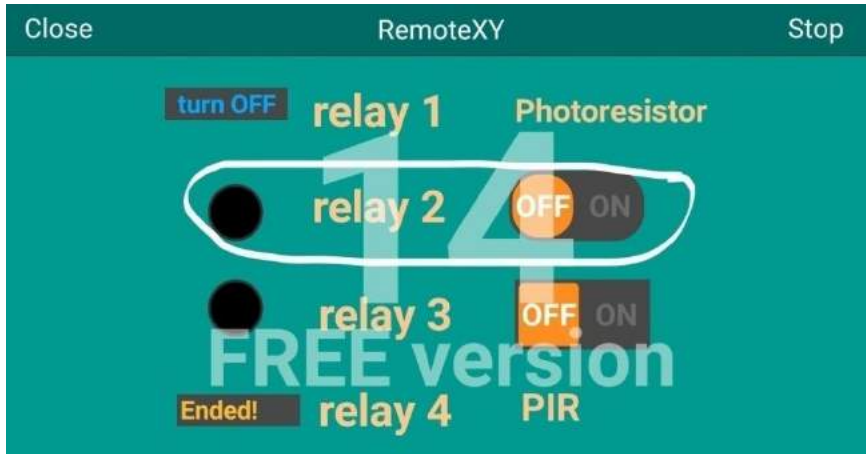 Close RemoteXY Stop
turn OFF relay 1 Photoresistor
14
relay 2 OFF ON
relay 3 OFF ON
FREE version
Ended! relay 4 PIR